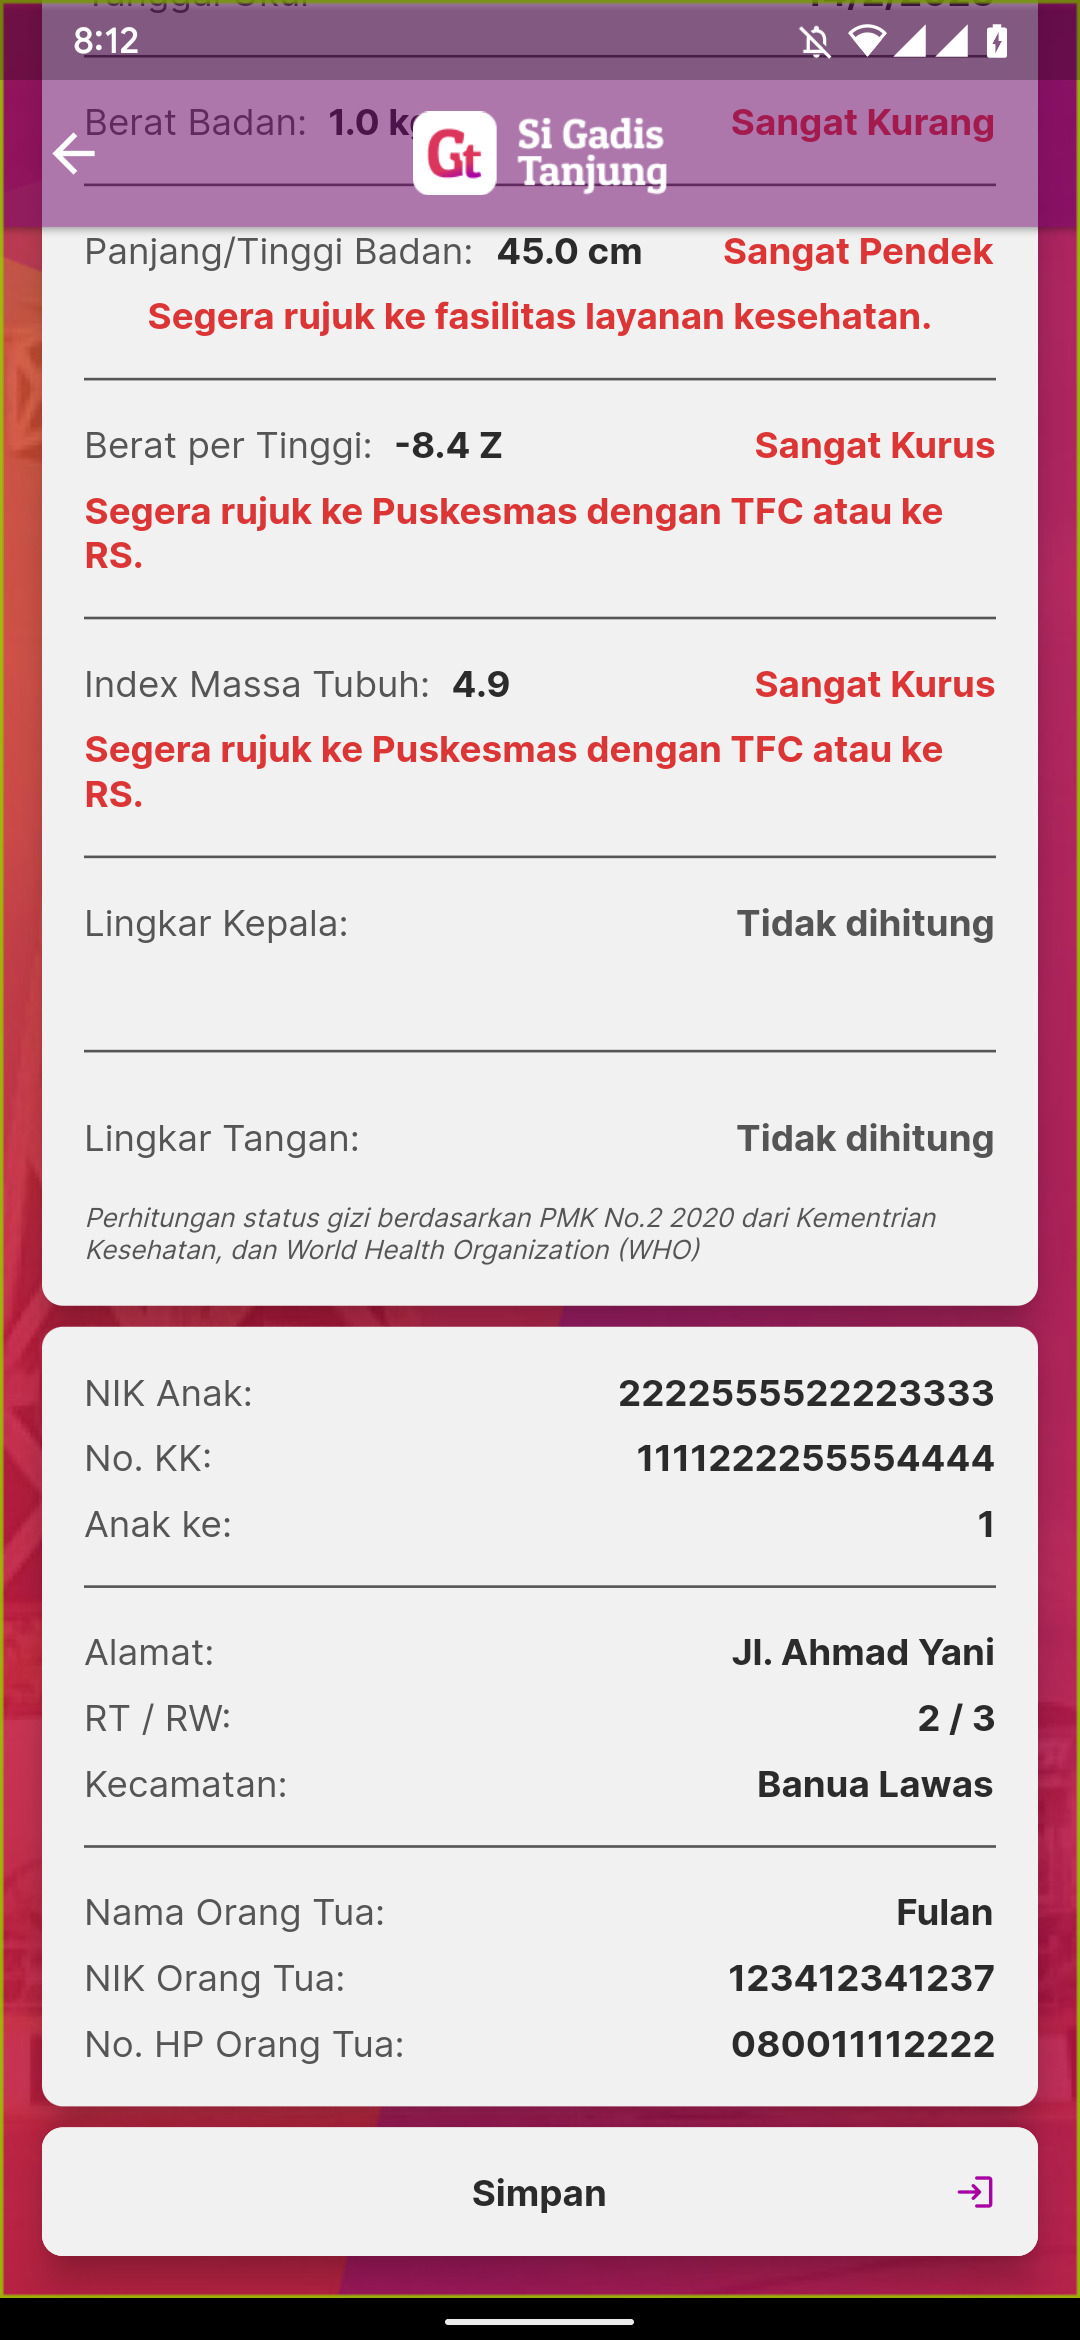 8:12
Berat Badan: 1.0 Sangat Kurang
Gt Si Gadis
Tanjung
Panjang/Tinggi Badan: 45.0 cm Sangat Pendek
Segera rujuk ke fasilitas layanan kesehatan.
Berat per Tinggi: -8.4 Z Sangat Kurus
Segera rujuk ke Puskesmas dengan TFC atau ke
RS.
Index Massa Tubuh: 4.9 Sangat Kurus
Segera rujuk ke Puskesmas dengan TFC atau ke
RS.
Lingkar Kepala: Tidak dihitung
Lingkar Tangan: Tidak dihitung
Perhitungan status gizi berdasarkan PMK No.2 2020 dari Kementrian
Kesehatan, dan World Health Organization (WHO)
NIK Anak: 2222555522223333
No. KK: 1111222255554444
Anak ke: 1
Alamat: Jl. Ahmad Yani
RT / RW: 2 / 3
Kecamatan: Banua Lawas
Nama Orang Tua: Fulan
NIK Orang Tua: 123412341237
No. HP Orang Tua: 080011112222
Simpan